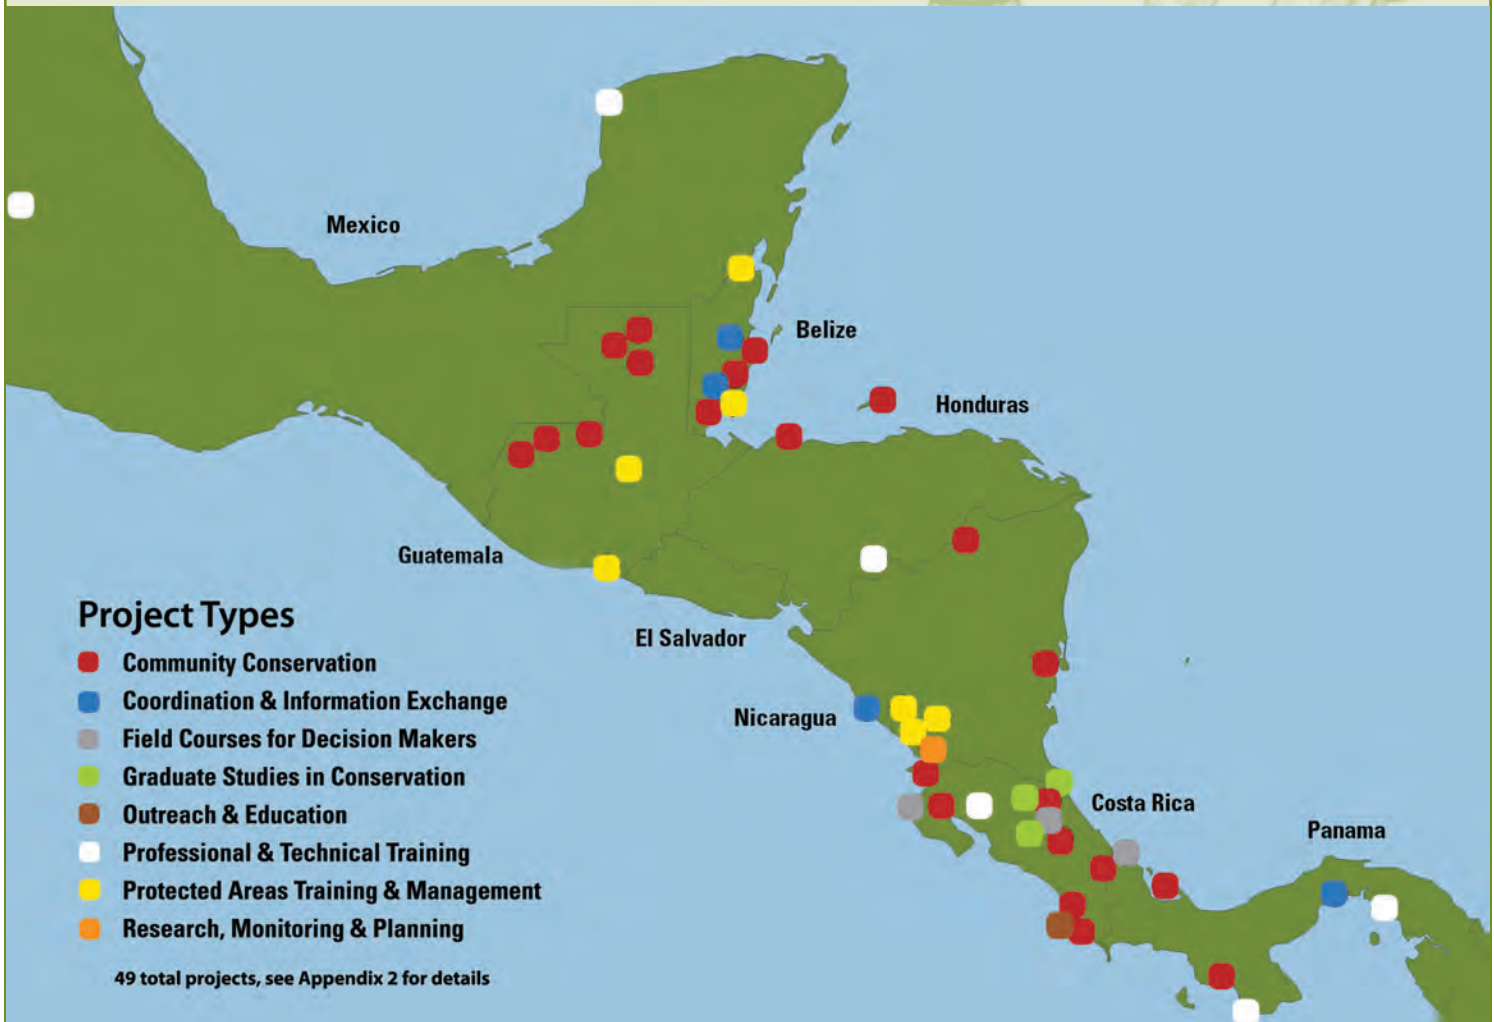 Mexico
Belize
Honduras
Guatemala
El Salvador
Nicaragua
Costa Rica
Panama
Project Types
Community Conservation
Coordination & Information Exchange
Field Courses for Decision Makers
Graduate Studies in Conservation
Outreach & Education
Professional & Technical Training
Protected Areas Training & Management
Research, Monitoring & Planning
49 total projects, see Appendix 2 for details